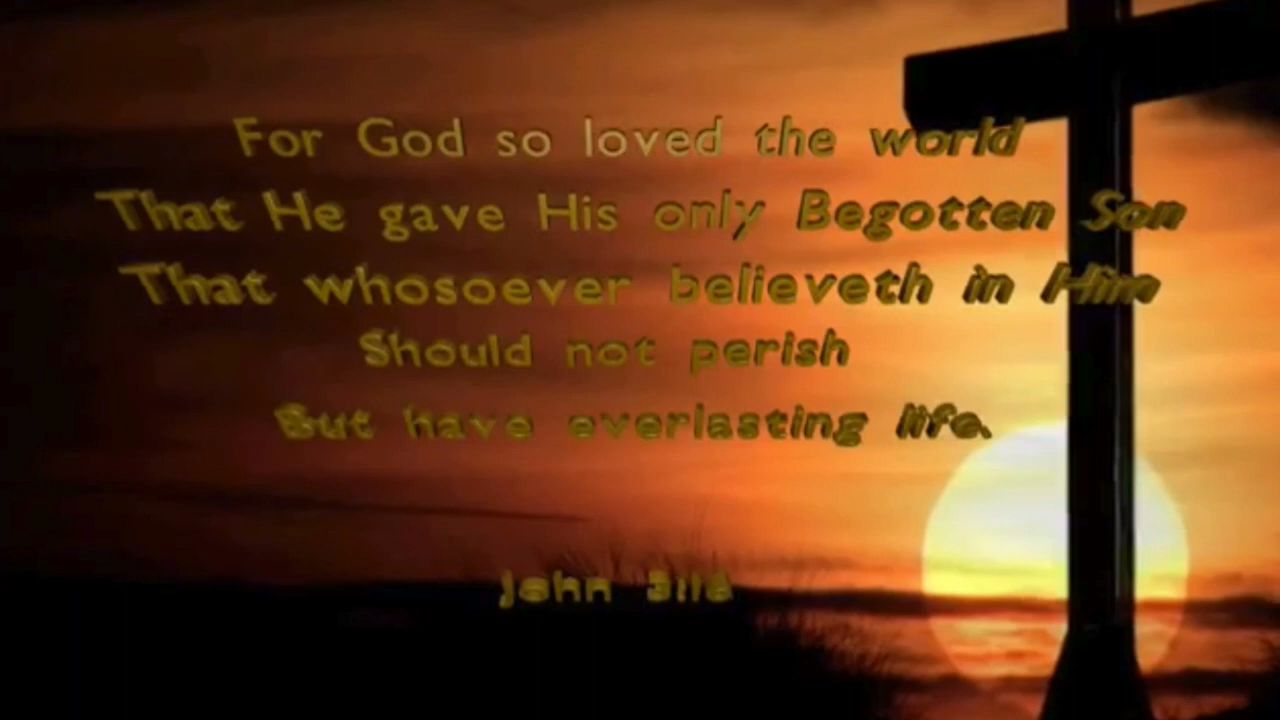 For God so loved the world
That He gave His only Begotten Son
That whosoever believeth in Him
Should not perish
But have everlasting life.
John 3:16